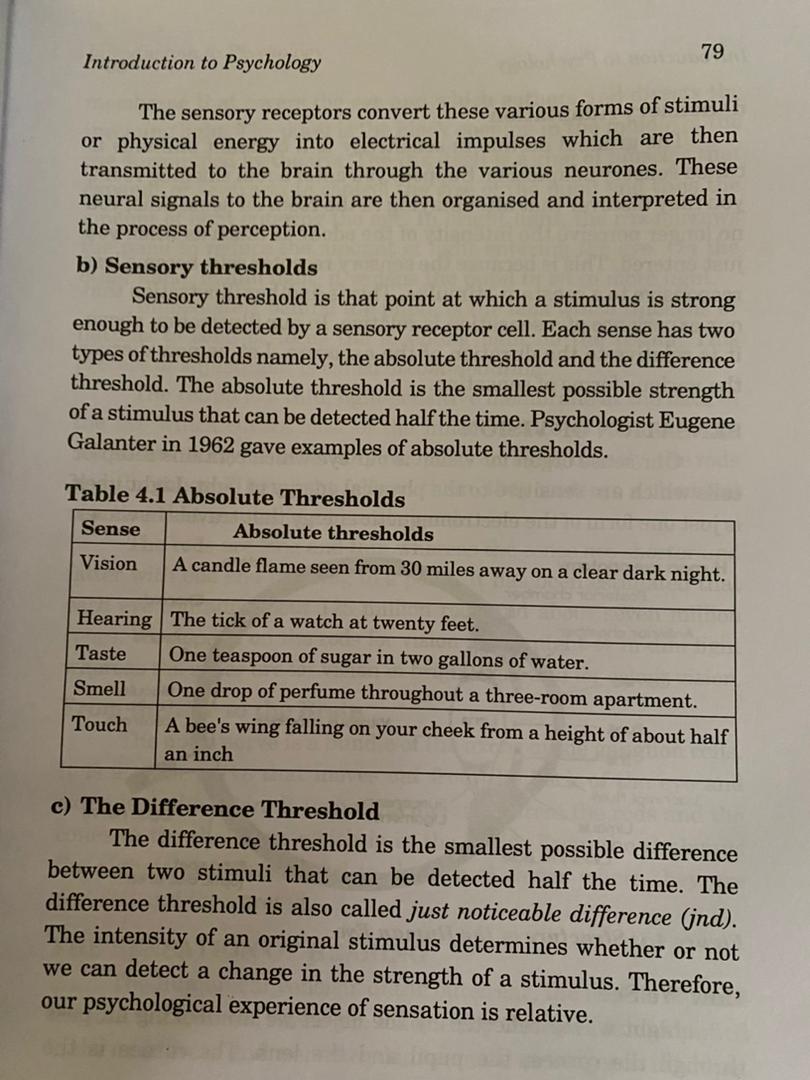 Introduction to Psychology
79
The sensory receptors convert these various forms of stimuli
or physical energy into electrical impulses which are then
transmitted to the brain through the various neurones. These
neural signals to the brain are then organised and interpreted in
the process of perception.
b) Sensory thresholds
Sensory threshold is that point at which a stimulus is strong
enough to be detected by a sensory receptor cell. Each sense has two
types of thresholds namely, the absolute threshold and the difference
threshold. The absolute threshold is the smallest possible strength
of a stimulus that can be detected half the time. Psychologist Eugene
Galanter in 1962 gave examples of absolute thresholds.
Table 4.1 Absolute Thresholds
Sense Absolute thresholds
Vision A candle flame seen from 30 miles away on a clear dark night.
Hearing The tick of a watch at twenty feet.
Taste One teaspoon of sugar in two gallons of water.
Smell One drop of perfume throughout a three-room apartment.
Touch A bee's wing falling on your cheek from a height of about half
an inch
c) The Difference Threshold
The difference threshold is the smallest possible difference
between two stimuli that can be detected half the time. The
difference threshold is also called just noticeable difference (jnd).
The intensity of an original stimulus determines whether or not
we can detect a change in the strength of a stimulus. Therefore,
our psychological experience of sensation is relative.